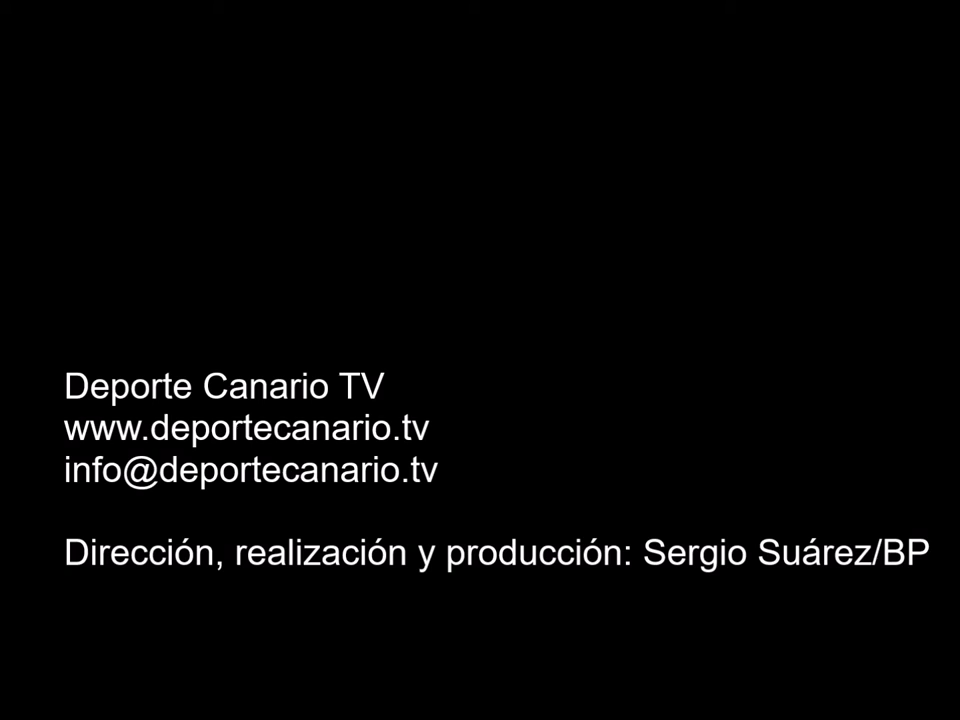 Deporte Canario TV
www.deportecanario.tv
info@deportecanario.tv
Dirección, realización y producción: Sergio Suárez/BP